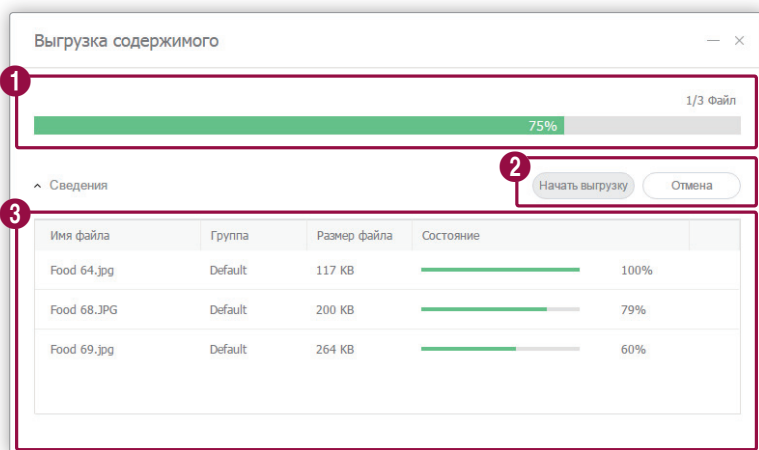 Выгрузка содержимого
1
1/3 Файл
75%
2
Сведения
Начать выгрузку
Отмена
3
Имя файла Группа Размер файла Состояние
Food 64.jpg Default 117 KB 100%
Food 68.JPG Default 200 KB 79%
Food 69.jpg Default 264 KB 60%